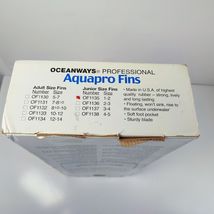 OCEANWAYS® PROFESSIONAL
Aquapro Fins
Adult Size Fins
Number Size
OF1130 5-7
OF1131 7-8½
OF1132 8½-10
OF1133 10-12
OF1134 12-14
Junior Size Fins
Number Size
OF1135 1-2
OF1136 2-3
OF1137 3-4
OF1138 4-5
• Made in U.S.A. of highest
quality rubber – strong, lively
and long lasting
• Floating, won't sink, rise to
the surface undeterred
• Soft foot pocket
• Sturdy blade